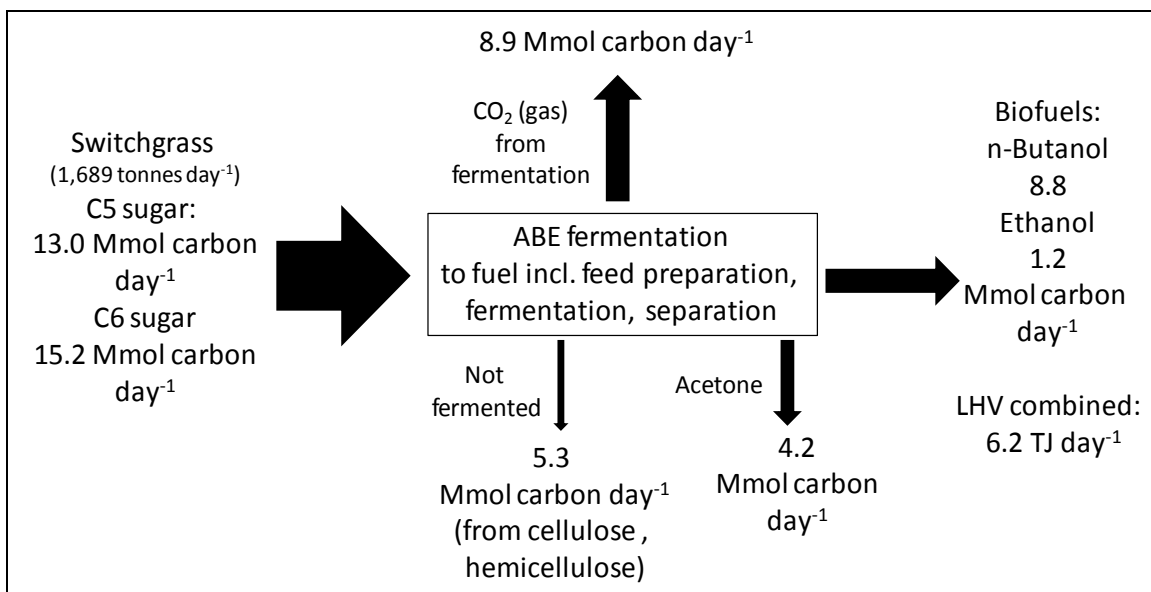 8.9 Mmol carbon day⁻¹
CO₂ (gas)
from
fermentation
Switchgrass
(1,689 tonnes day⁻¹)
C5 sugar:
13.0 Mmol carbon
day⁻¹
C6 sugar
15.2 Mmol carbon
day⁻¹
ABE fermentation
to fuel incl. feed preparation,
fermentation, separation
Biofuels:
n-Butanol
8.8
Ethanol
1.2
Mmol carbon
day⁻¹
LHV combined:
6.2 TJ day⁻¹
Not
fermented
5.3
Mmol carbon day⁻¹
(from cellulose ,
hemicellulose)
Acetone
4.2
Mmol carbon
day⁻¹